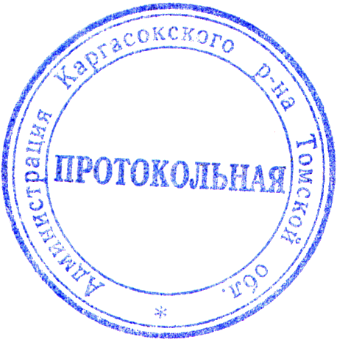 Администрация Каргасокского р-на Томской обл.
*
ПРОТОКОЛЬНАЯ